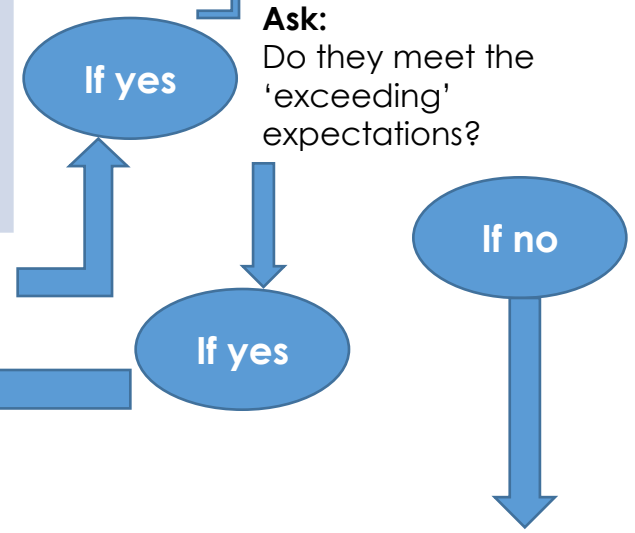 Ask:
Do they meet the
‘exceeding’
expectations?
If yes
If no
If yes